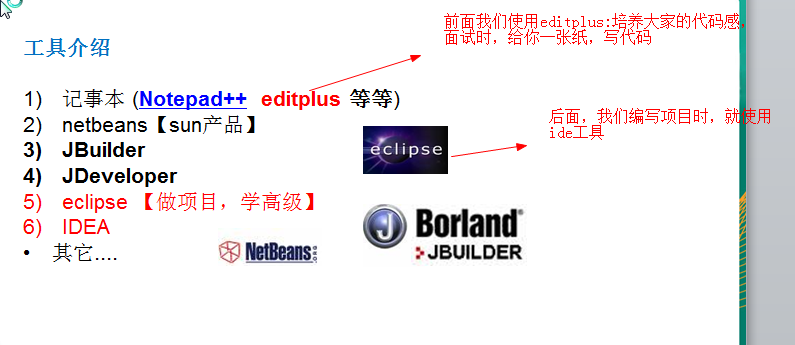 前面我们使用editplus:培养大家的代码感,
面试时, 给你一张纸, 写代码
工具介绍
1) 记事本 (Notepad++ editplus 等等)
2) netbeans【sun产品】
后面, 我们编写项目时, 就使用
ide工具
3) JBuilder
4) JDeveloper
5) eclipse 【做项目, 学高级】
6) IDEA
• 其它....
eclipse
NetBeans.ORG
Borland®
JBUILDER